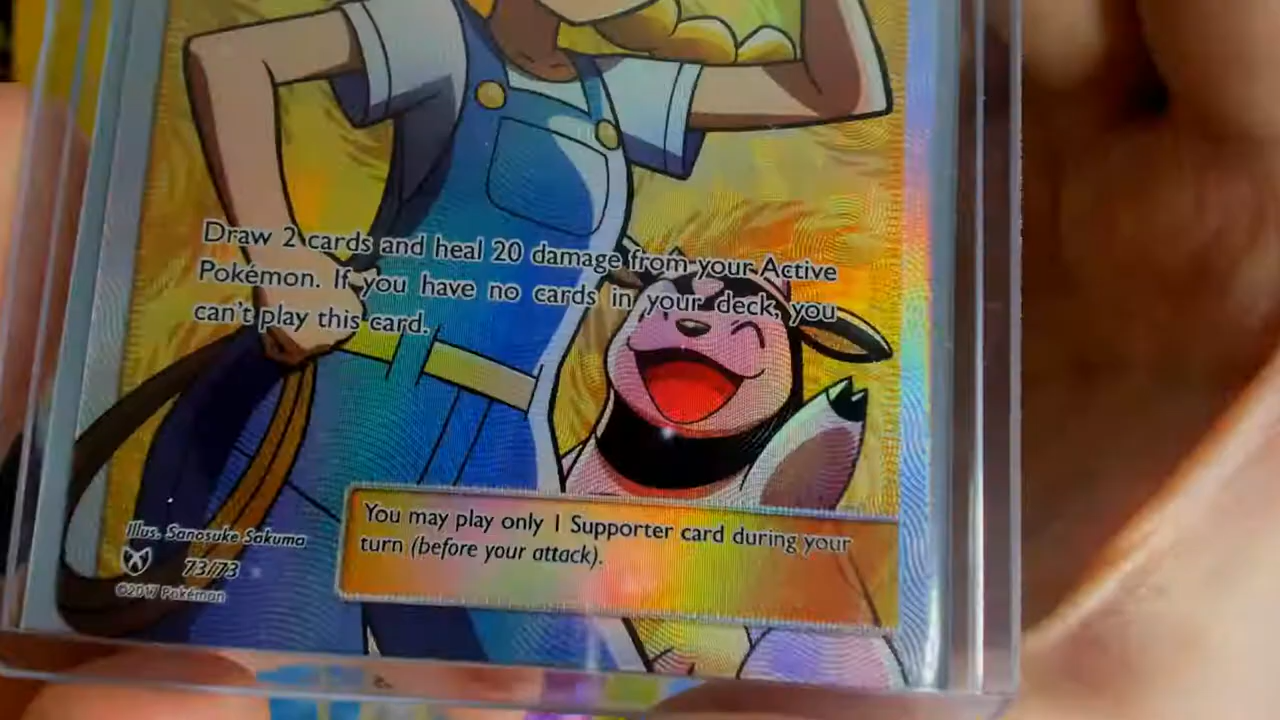 Draw 2 cards and heal 20 damage from your Active
Pokémon. If you have no cards in your deck, you
can't play this card.
You may play only 1 Supporter card during your
turn (before your attack).
Illus. Sanosuke Sakuma
73/73
©2017 Pokémon